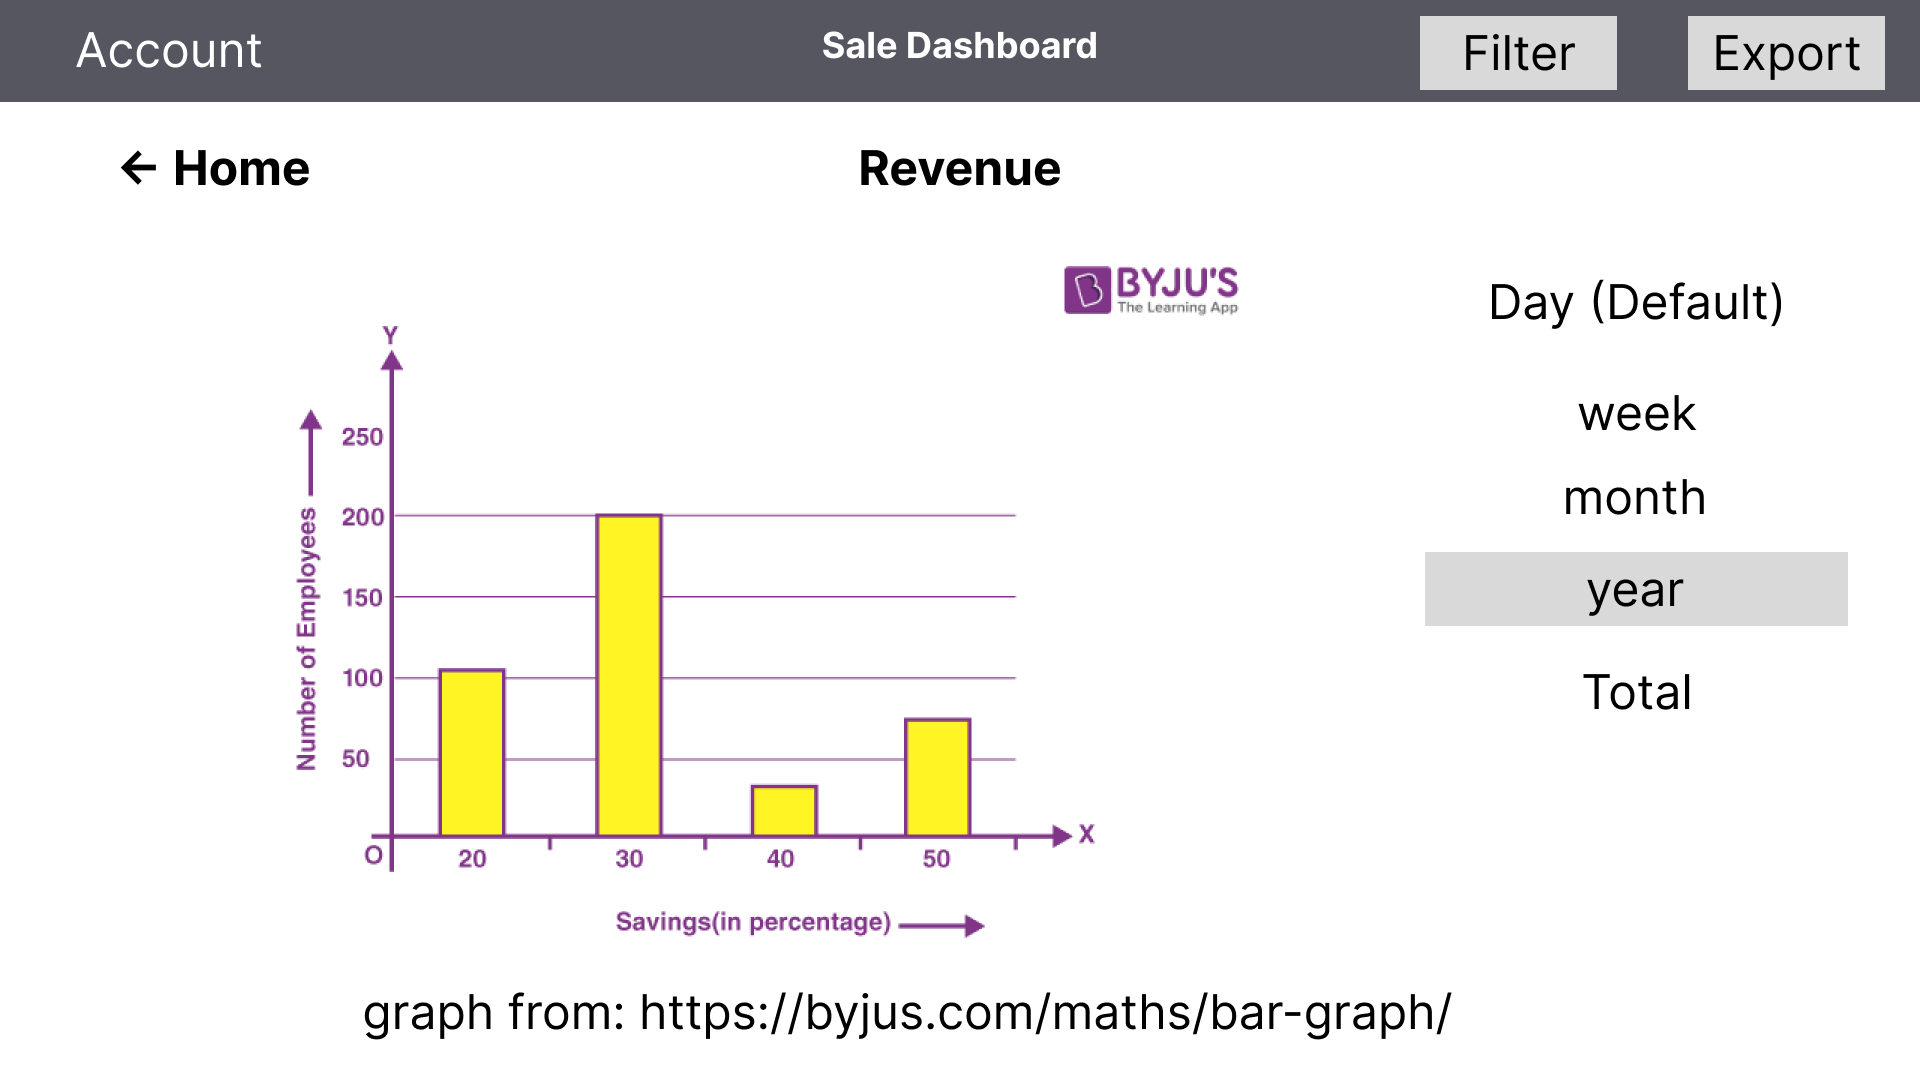 Account
Sale Dashboard
Filter
Export
← Home
Revenue
BYJU'S
The Learning App
Day (Default)
week
month
year
Total
Y
Number of Employees
250
200
150
100
50
O
20
30
40
50
X
Savings(in percentage)
graph from: https://byjus.com/maths/bar-graph/